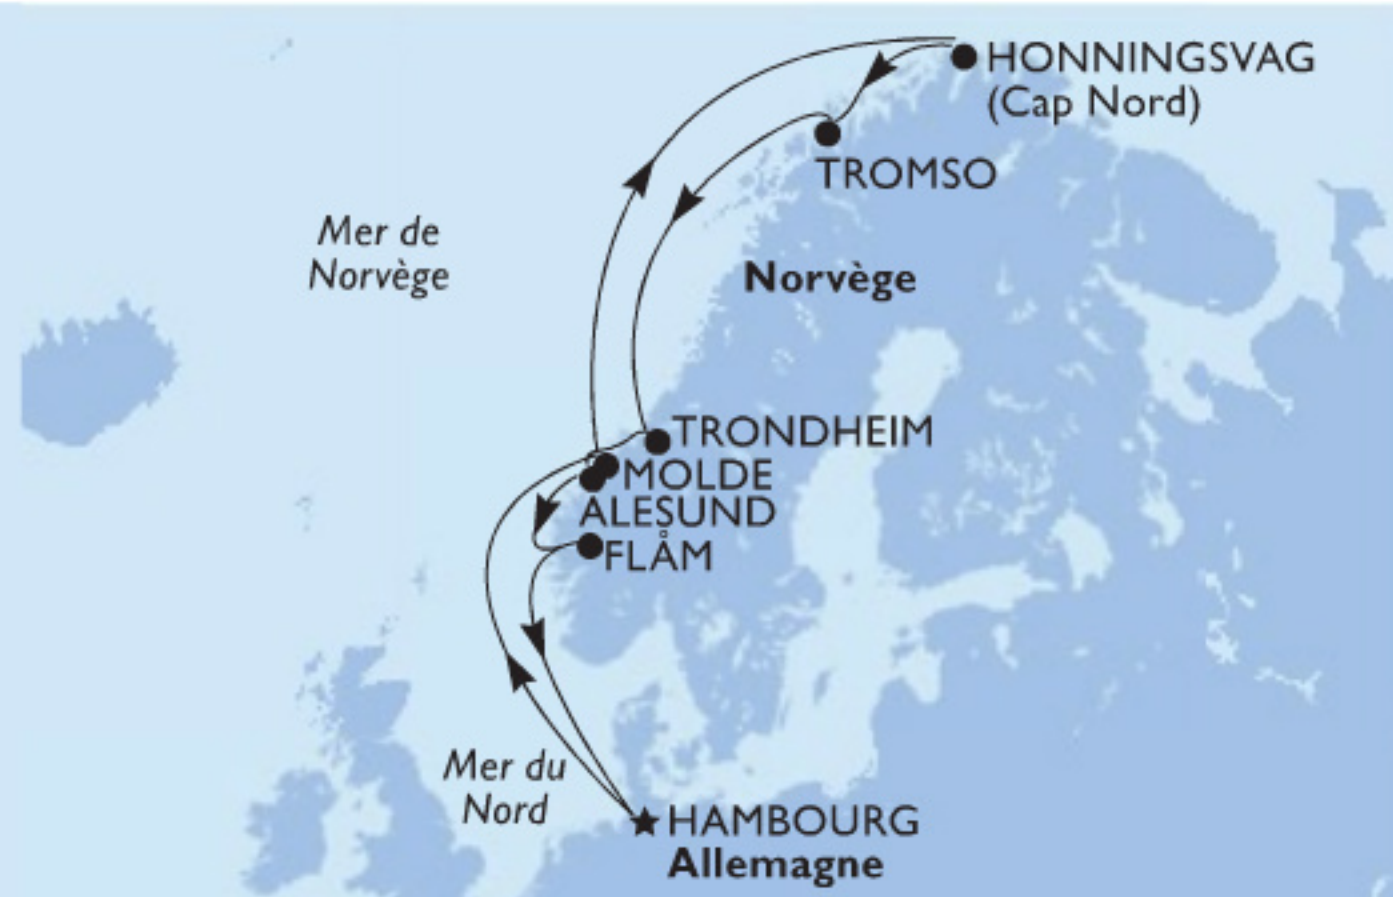 HONNINGSVAG
(Cap Nord)
TROMSO
Mer de
Norvège
Norvège
TRONDHEIM
MOLDE
ALESUND
FLÅM
Mer du
Nord
HAMBOURG
Allemagne